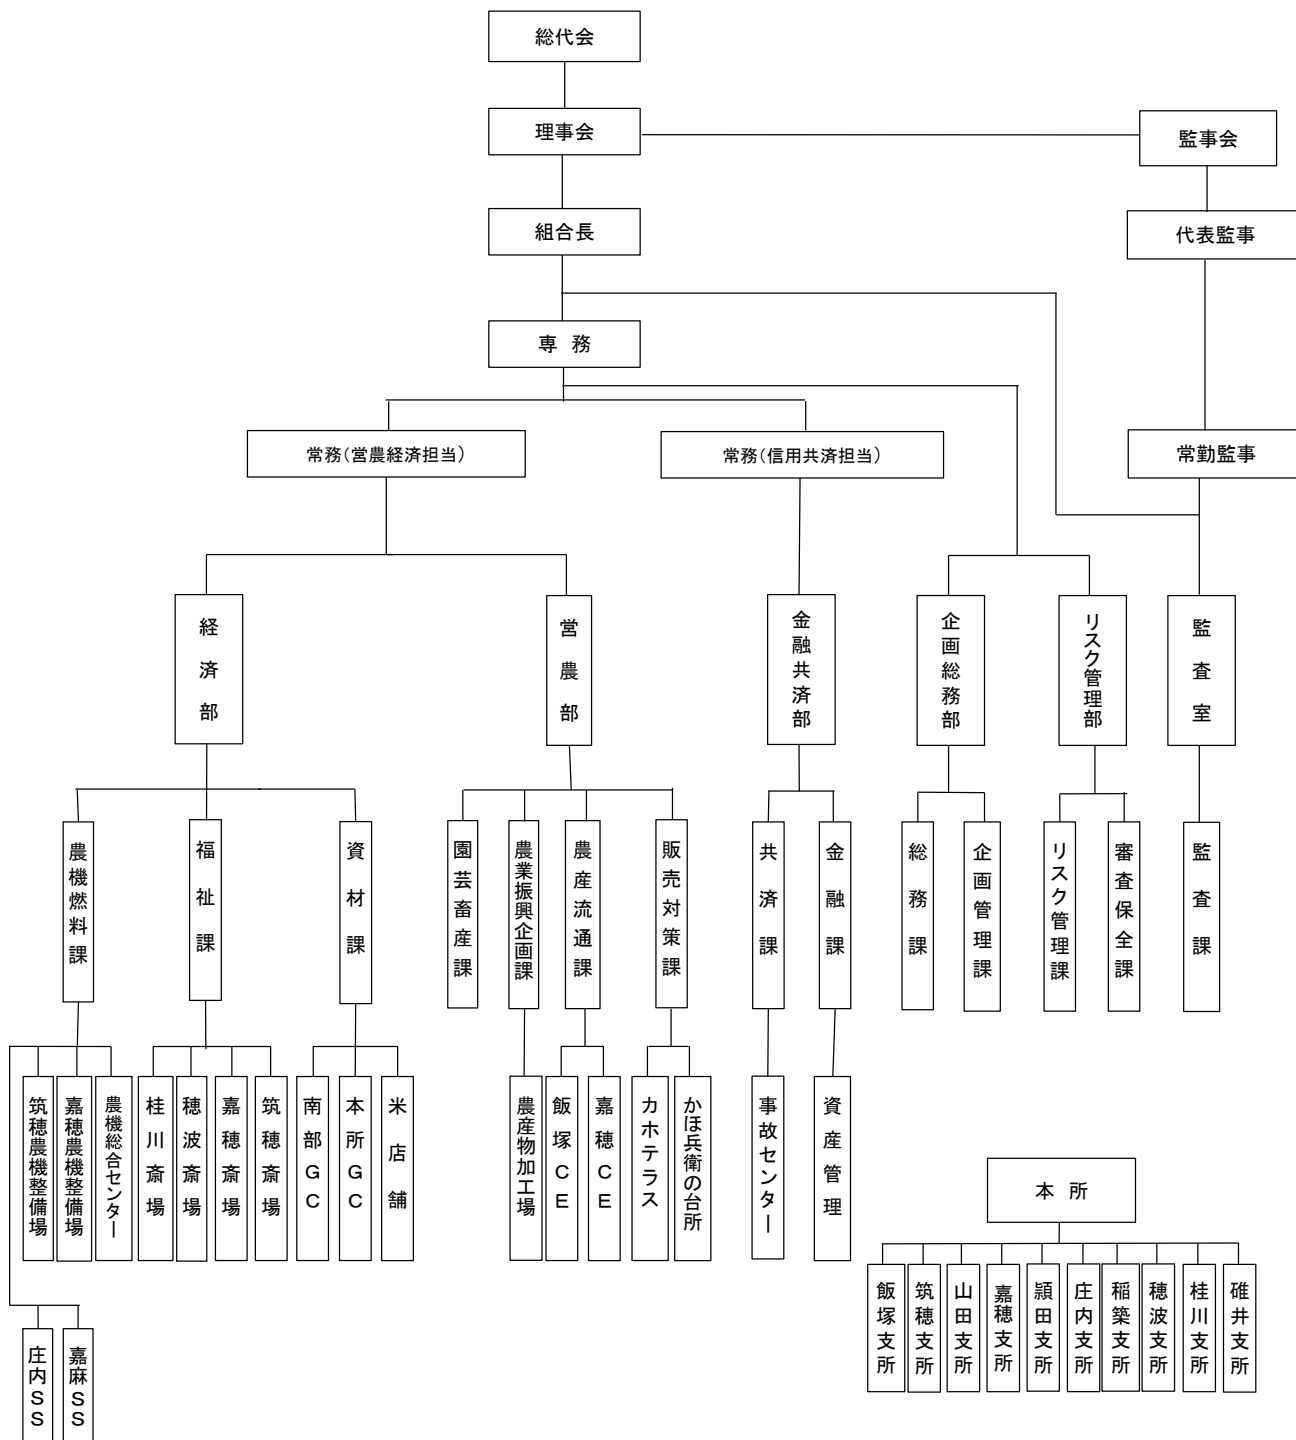 総代会
理事会
監事会
組合長
代表監事
専 務
常務（営農経済担当）
常務（信用共済担当）
常勤監事
経済部
営農部
金融共済部
企画総務部
リスク管理部
監査室
農機燃料課
福祉課
資材課
園芸畜産課
農業振興企画課
農産流通課
販売対策課
共済課
金融課
総務課
企画管理課
リスク管理課
審査保全課
監査課
筑穂農機整備場
嘉穂農機整備場
農機総合センター
桂川斎場
穂波斎場
嘉穂斎場
筑穂斎場
南部ＧＣ
本所ＧＣ
米店舗
農産物加工場
飯塚ＣＥ
嘉穂ＣＥ
カホテラス
かほ兵衛の台所
事故センター
資産管理
本 所
飯塚支所
筑穂支所
山田支所
嘉穂支所
頴田支所
庄内支所
稲築支所
穂波支所
桂川支所
碓井支所
庄内ＳＳ
嘉麻ＳＳ